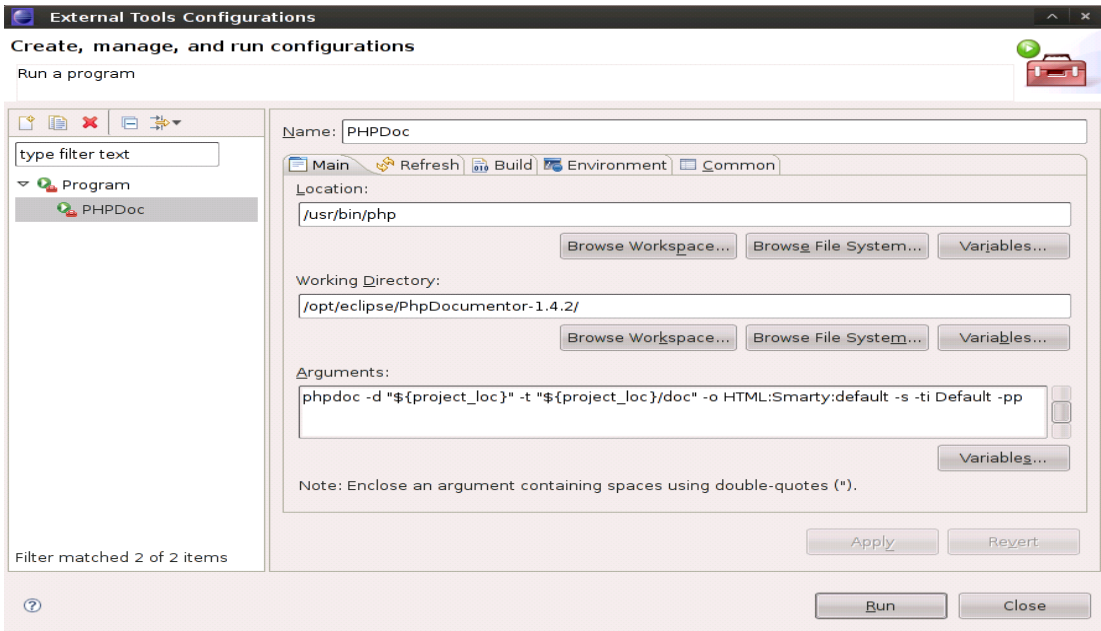 External Tools Configurations
Create, manage, and run configurations
Run a program
type filter text
Program
PHPDoc
Filter matched 2 of 2 items
Name: PHPDoc
Main Refresh Build Environment Common
Location:
/usr/bin/php
Browse Workspace... Browse File System... Variables...
Working Directory:
/opt/eclipse/PhpDocumentor-1.4.2/
Browse Workspace... Browse File System... Variables...
Arguments:
phpdoc -d "${project_loc}" -t "${project_loc}/doc" -o HTML:Smarty:default -s -ti Default -pp
Variables...
Note: Enclose an argument containing spaces using double-quotes (").
Apply Revert
Run Close